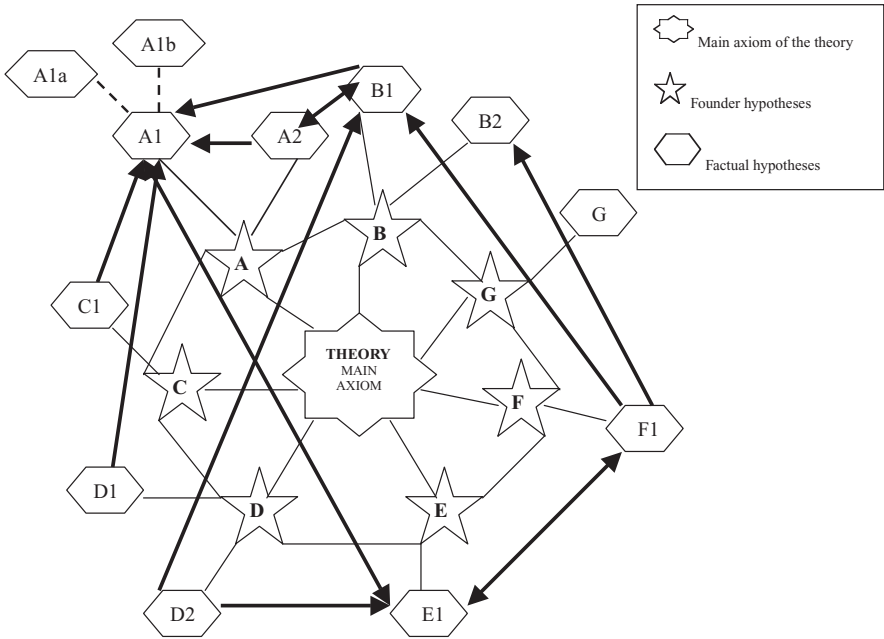 A1b
Main axiom of the theory
A1a
B1
Founder hypotheses
A1
A2
B2
Factual hypotheses
G
B
A
G
C1
THEORY
MAIN
AXIOM
C
F
F1
D1
D
E
D2
E1